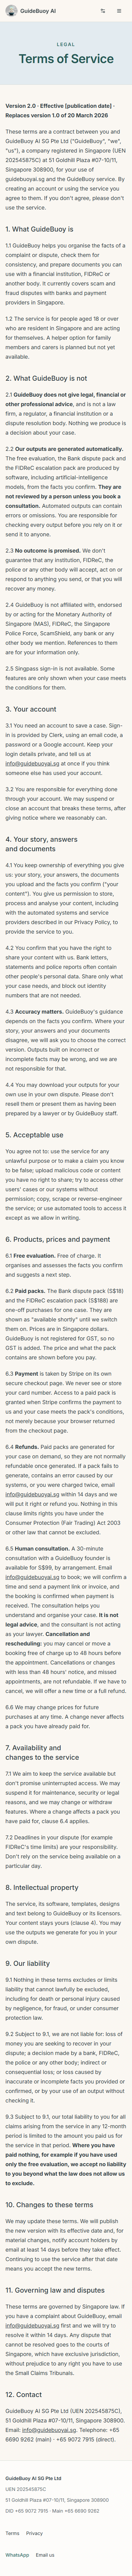 GuideBuoy AI
LEGAL
Terms of Service
Version 2.0 · Effective [publication date] ·
Replaces version 1.0 of 20 March 2026
These terms are a contract between you and
GuideBuoy AI SG Pte Ltd ("GuideBuoy", "we",
"us"), a company registered in Singapore (UEN
202545875C) at 51 Goldhill Plaza #07-10/11,
Singapore 308900, for your use of
guidebuoyai.sg and the GuideBuoy service. By
creating an account or using the service, you
agree to them. If you do not agree, please don't
use the service.
1. What GuideBuoy is
1.1 GuideBuoy helps you organise the facts of a
complaint or dispute, check them for
consistency, and prepare documents you can
use with a financial institution, FIDReC or
another body. It currently covers scam and
fraud disputes with banks and payment
providers in Singapore.
1.2 The service is for people aged 18 or over
who are resident in Singapore and are acting
for themselves. A helper option for family
members and carers is planned but not yet
available.
2. What GuideBuoy is not
2.1 GuideBuoy does not give legal, financial or
other professional advice, and is not a law
firm, a regulator, a financial institution or a
dispute resolution body. Nothing we produce is
a decision about your case.
2.2 Our outputs are generated automatically.
The free evaluation, the Bank dispute pack and
the FIDReC escalation pack are produced by
software, including artificial-intelligence
models, from the facts you confirm. They are
not reviewed by a person unless you book a
consultation. Automated outputs can contain
errors or omissions. You are responsible for
checking every output before you rely on it or
send it to anyone.
2.3 No outcome is promised. We don't
guarantee that any institution, FIDReC, the
police or any other body will accept, act on or
respond to anything you send, or that you will
recover any money.
2.4 GuideBuoy is not affiliated with, endorsed
by or acting for the Monetary Authority of
Singapore (MAS), FIDReC, the Singapore
Police Force, ScamShield, any bank, or any
other body we mention. References to them
are for your information only.
2.5 Singpass sign-in is not available. Some
features are only shown when your case meets
the conditions for them.
3. Your account
3.1 You need an account to save a case. Sign-
in is provided by Clerk, using an email code, a
password or a Google account. Keep your
login details private, and tell us at
info@guidebuoyai.sg at once if you think
someone else has used your account.
3.2 You are responsible for everything done
through your account. We may suspend or
close an account that breaks these terms, after
giving notice where we reasonably can.
4. Your story, answers
and documents
4.1 You keep ownership of everything you give
us: your story, your answers, the documents
you upload and the facts you confirm ("your
content"). You give us permission to store,
process and analyse your content, including
with the automated systems and service
providers described in our Privacy Policy, to
provide the service to you.
4.2 You confirm that you have the right to
share your content with us. Bank letters,
statements and police reports often contain
other people's personal data. Share only what
your case needs, and block out identity
numbers that are not needed.
4.3 Accuracy matters. GuideBuoy's guidance
depends on the facts you confirm. Where your
story, your answers and your documents
disagree, we will ask you to choose the correct
version. Outputs built on incorrect or
incomplete facts may be wrong, and we are
not responsible for that.
4.4 You may download your outputs for your
own use in your own dispute. Please don't
resell them or present them as having been
prepared by a lawyer or by GuideBuoy staff.
5. Acceptable use
You agree not to: use the service for any
unlawful purpose or to make a claim you know
to be false; try to gain access to other
users' cases or to systems without
permission; copy, scrape or reverse-engineer
the service; or use automated tools to access it
except as we allow in writing.
6. Products, prices and payment
6.1 Free evaluation. Free of charge. It
organises and assesses the facts you confirm
and suggests a next step.
6.2 Paid packs. The Bank dispute pack (S$18)
and the FIDReC escalation pack (S$188) are
one-off purchases for one case. They are
shown as "available shortly" until we switch
them on. Prices are in Singapore dollars.
GuideBuoy is not registered for GST, so no
GST is added. The price and what the pack
contains are shown before you pay.
6.3 Payment is taken by Stripe on its own
secure checkout page. We never see or store
your card number. Access to a paid pack is
granted when Stripe confirms the payment to
us and your case meets the pack's conditions,
not merely because your browser returned
from the checkout page.
6.4 Refunds. Paid packs are generated for
your case on demand, so they are not normally
refundable once generated. If a pack fails to
generate, contains an error caused by our
systems, or you were charged twice, email
info@guidebuoyai.sg within 14 days and we
will put it right or refund you. Nothing in this
clause limits rights you have under the
Consumer Protection (Fair Trading) Act 2003
or other law that cannot be excluded.
6.5 Human consultation. A 30-minute
consultation with a GuideBuoy founder is
available for S$99, by arrangement. Email
info@guidebuoyai.sg to book; we will confirm a
time and send a payment link or invoice, and
the booking is confirmed when payment is
received. The consultation helps you
understand and organise your case. It is not
legal advice, and the consultant is not acting
as your lawyer. Cancellation and
rescheduling: you may cancel or move a
booking free of charge up to 48 hours before
the appointment. Cancellations or changes
with less than 48 hours' notice, and missed
appointments, are not refundable. If we have to
cancel, we will offer a new time or a full refund.
6.6 We may change prices for future
purchases at any time. A change never affects
a pack you have already paid for.
7. Availability and
changes to the service
7.1 We aim to keep the service available but
don't promise uninterrupted access. We may
suspend it for maintenance, security or legal
reasons, and we may change or withdraw
features. Where a change affects a pack you
have paid for, clause 6.4 applies.
7.2 Deadlines in your dispute (for example
FIDReC's time limits) are your responsibility.
Don't rely on the service being available on a
particular day.
8. Intellectual property
The service, its software, templates, designs
and text belong to GuideBuoy or its licensors.
Your content stays yours (clause 4). You may
use the outputs we generate for you in your
own dispute.
9. Our liability
9.1 Nothing in these terms excludes or limits
liability that cannot lawfully be excluded,
including for death or personal injury caused
by negligence, for fraud, or under consumer
protection law.
9.2 Subject to 9.1, we are not liable for: loss of
money you are seeking to recover in your
dispute; a decision made by a bank, FIDReC,
the police or any other body; indirect or
consequential loss; or loss caused by
inaccurate or incomplete facts you provided or
confirmed, or by your use of an output without
checking it.
9.3 Subject to 9.1, our total liability to you for all
claims arising from the service in any 12-month
period is limited to the amount you paid us for
the service in that period. Where you have
paid nothing, for example if you have used
only the free evaluation, we accept no liability
to you beyond what the law does not allow us
to exclude.
10. Changes to these terms
We may update these terms. We will publish
the new version with its effective date and, for
material changes, notify account holders by
email at least 14 days before they take effect.
Continuing to use the service after that date
means you accept the new terms.
11. Governing law and disputes
These terms are governed by Singapore law. If
you have a complaint about GuideBuoy, email
info@guidebuoyai.sg first and we will try to
resolve it within 14 days. Any dispute that
cannot be resolved goes to the courts of
Singapore, which have exclusive jurisdiction,
without prejudice to any right you may have to use
the Small Claims Tribunals.
12. Contact
GuideBuoy AI SG Pte Ltd (UEN 202545875C),
51 Goldhill Plaza #07-10/11, Singapore 308900.
Email: info@guidebuoyai.sg. Telephone: +65
6690 9262 (main) · +65 9072 7915 (direct).
GuideBuoy AI SG Pte Ltd
UEN 202545875C
51 Goldhill Plaza #07-10/11, Singapore 308900
DID +65 9072 7915 · Main +65 6690 9262
Terms Privacy
WhatsApp Email us